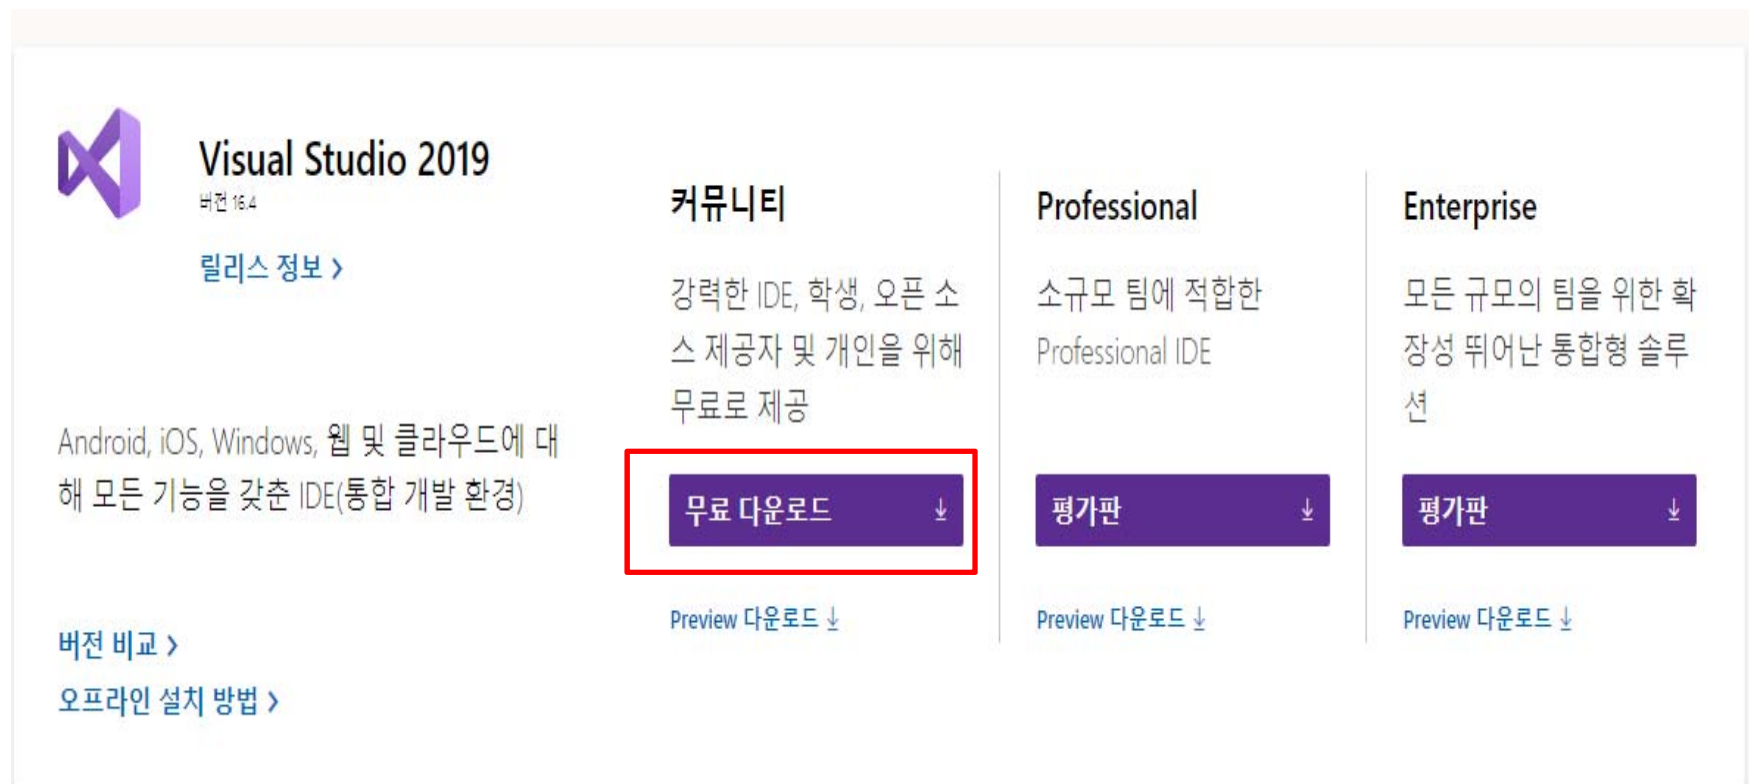 Visual Studio 2019
버전 16.4
릴리스 정보 >
Android, iOS, Windows, 웹 및 클라우드에 대
해 모든 기능을 갖춘 IDE(통합 개발 환경)
버전 비교 >
오프라인 설치 방법 >
커뮤니티
강력한 IDE, 학생, 오픈 소
스 제공자 및 개인을 위해
무료로 제공
무료 다운로드
Preview 다운로드
Professional
소규모 팀에 적합한
Professional IDE
평가판
Preview 다운로드
Enterprise
모든 규모의 팀을 위한 확
장성 뛰어난 통합형 솔루
션
평가판
Preview 다운로드